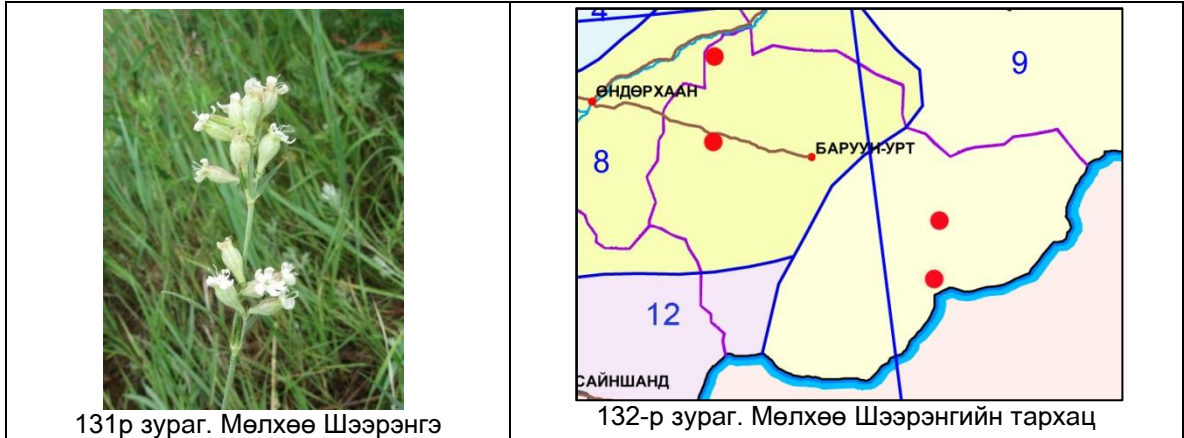 4
9
ӨНДӨРХААН
БАРУУН-УРТ
8
12
САЙНШАНД
131р зураг. Мөлхөө Шээрэнгэ
132-р зураг. Мөлхөө Шээрэнгийн тархац